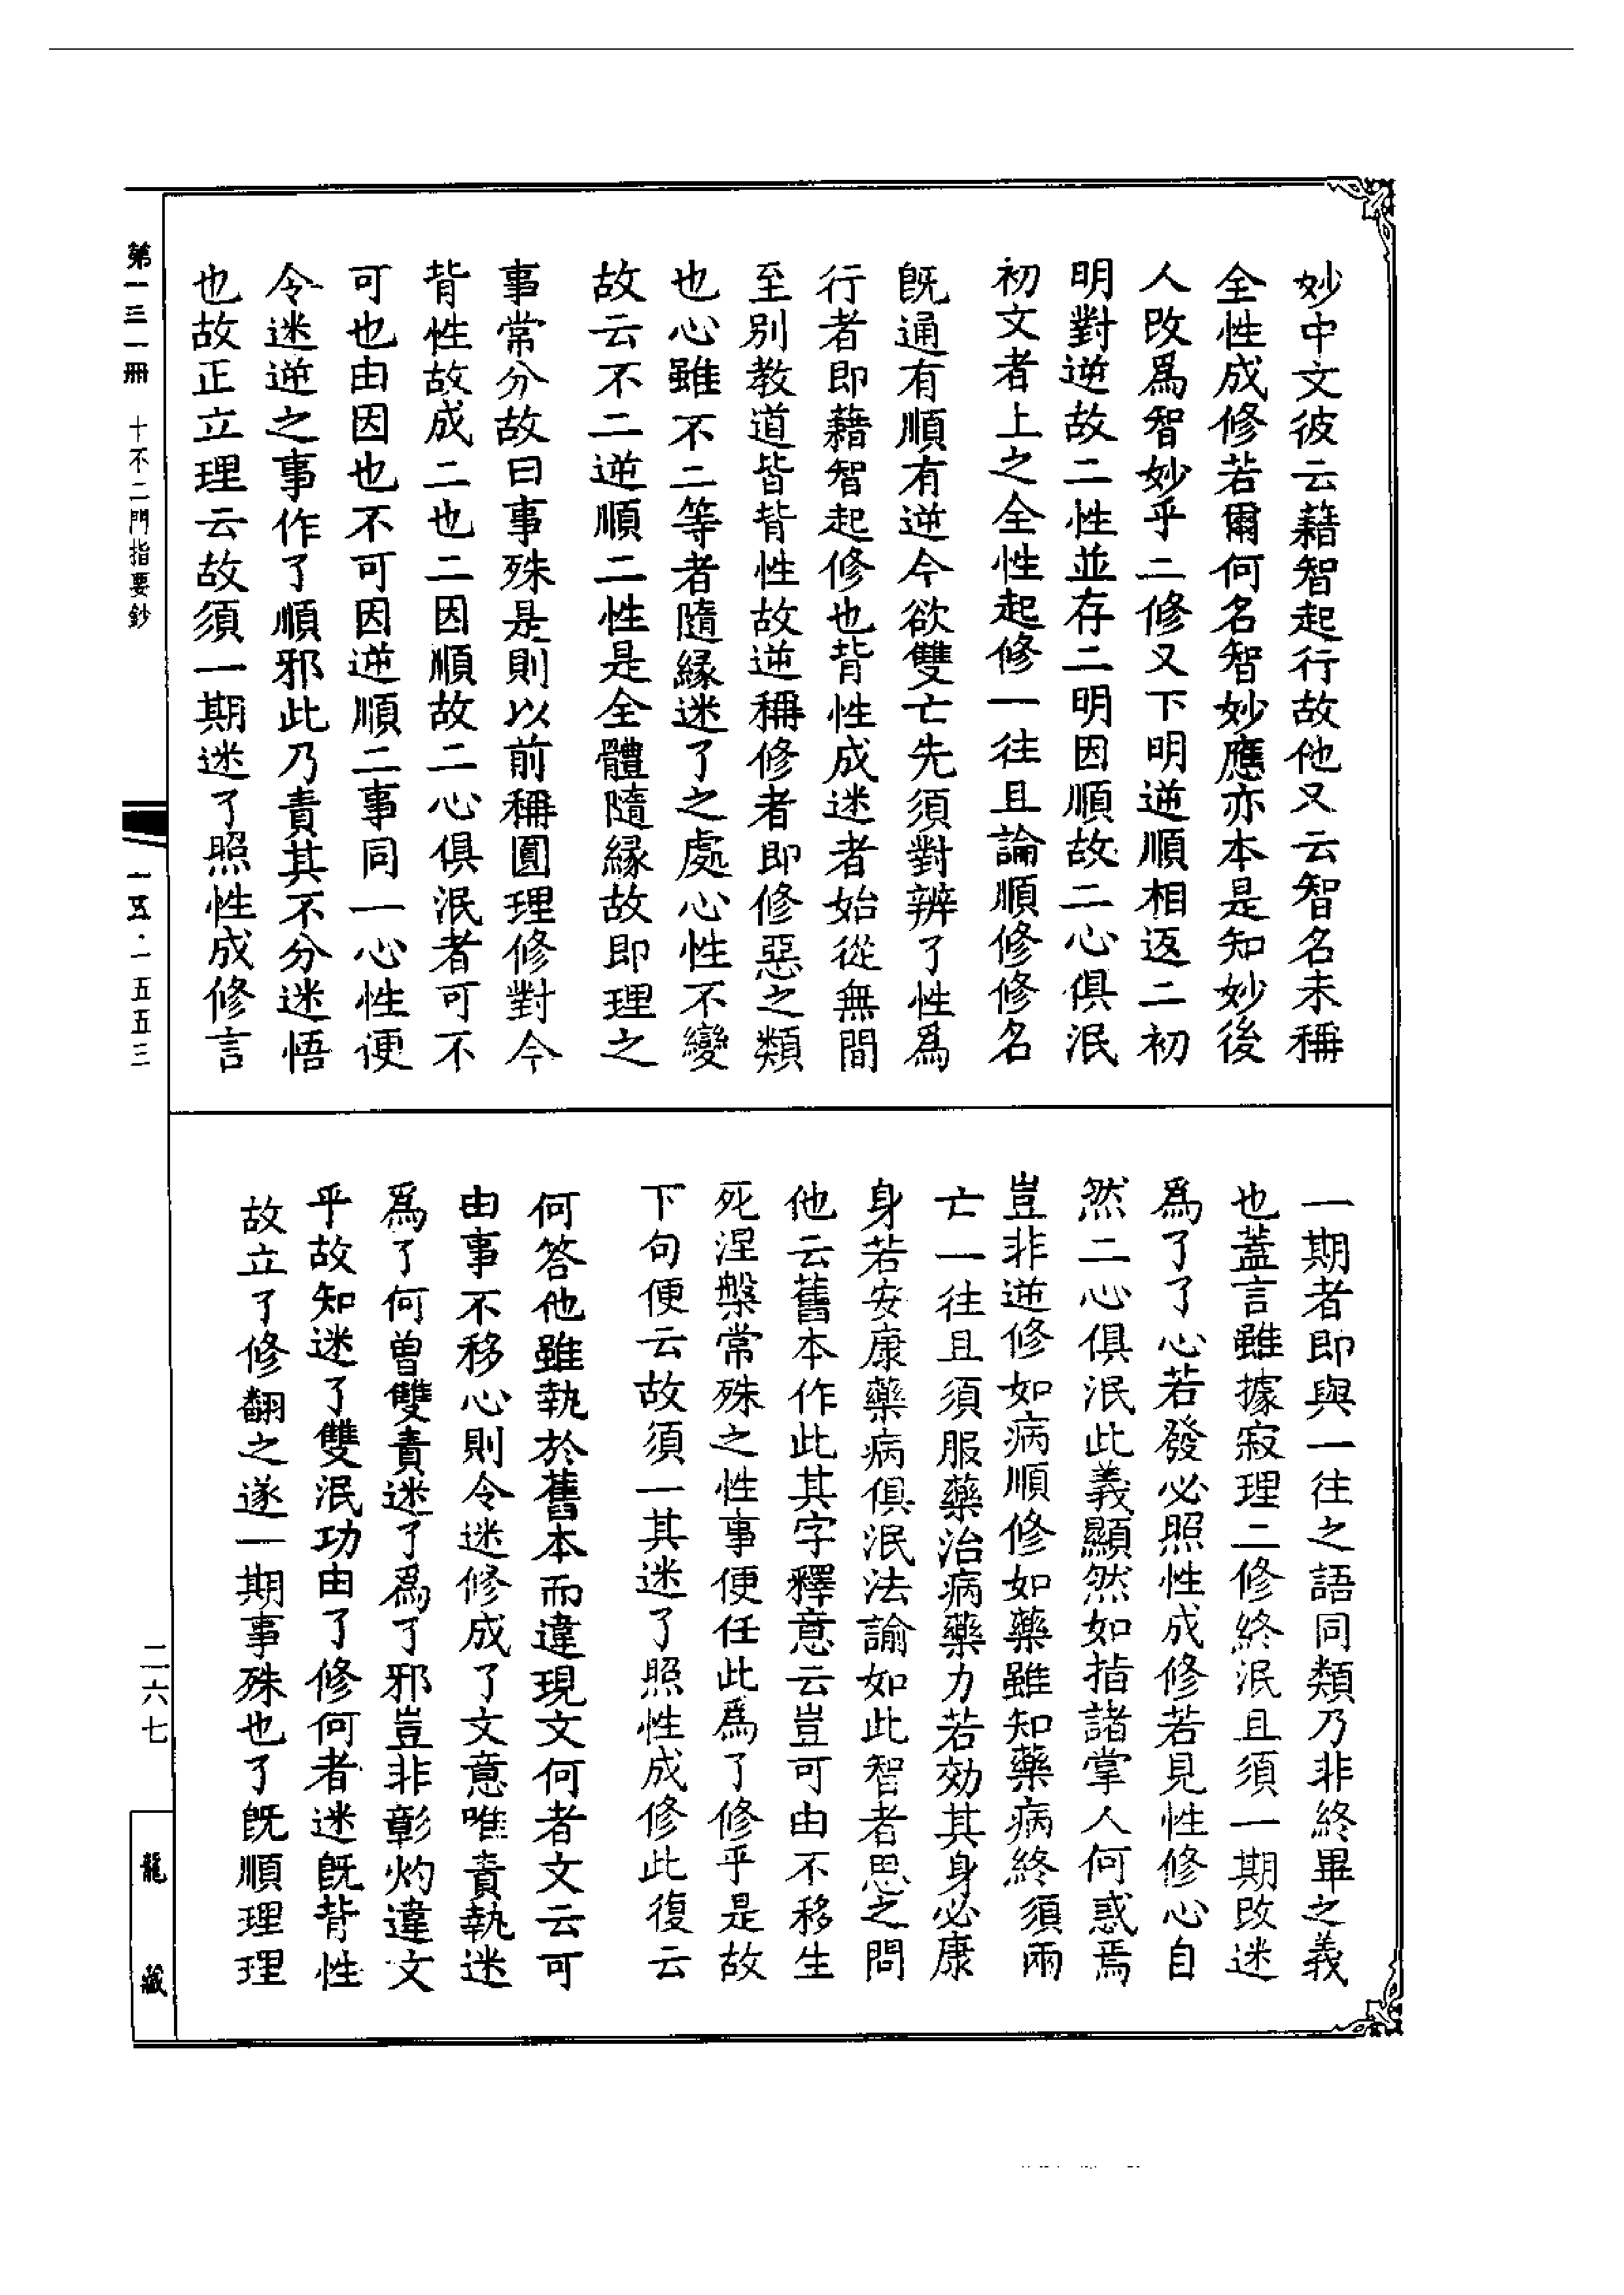 妙中文彼云藉智起行故他又云智名未稱
全性成修若爾何名智妙應亦本是知妙後
人改爲智妙乎二修又下明逆順相返二初
明對逆故二性並存二明因順故二心俱泯
初文者上之全性起修一往且論順修修名
既通有順有逆今欲雙亡先須對辨了性爲
行者即藉智起修也背性成迷者始從無間
至別教道皆背性故逆稱修者即修惡之類
也心雖不二等者隨緣迷了之處心性不變
故云不二逆順二性是全體隨緣故即理之
事常分故曰事殊是則以前稱圓理修對今
背性故成二也二因順故二心俱泯者可不
可也由因也不可因逆順二事同一心性便
令迷逆之事作了順邪此乃責其不分迷悟
也故正立理云故須一期迷了照性成修言
一期者即與一往之語同類乃非終畢之義
也蓋言雖據寂理二修終泯且須一期改迷
爲了了心若發必照性成修若見性修心自
然二心俱泯此義顯然如指諸掌人何惑焉
豈非逆修如病順修如藥雖知藥病終須兩
亡一往且須服藥治病藥力若効其身必康
身若安康藥病俱泯法諭如此智者思之問
他云舊本作此其字釋意云豈可由不移生
死涅槃常殊之性事便任此爲了修乎是故
下句便云故須一其迷了照性成修此復云
何答他雖執於舊本而違現文何者文云可
由事不移心則令迷修成了文意唯責執迷
爲了何曾雙責迷了爲了邪豈非彰灼違文
乎故知迷了雙泯功由了修何者迷既背性
故立了修翻之遂一期事殊也了既順理理
第一三一冊 十不二門指要鈔
一五·一五五三
二六七
龍藏